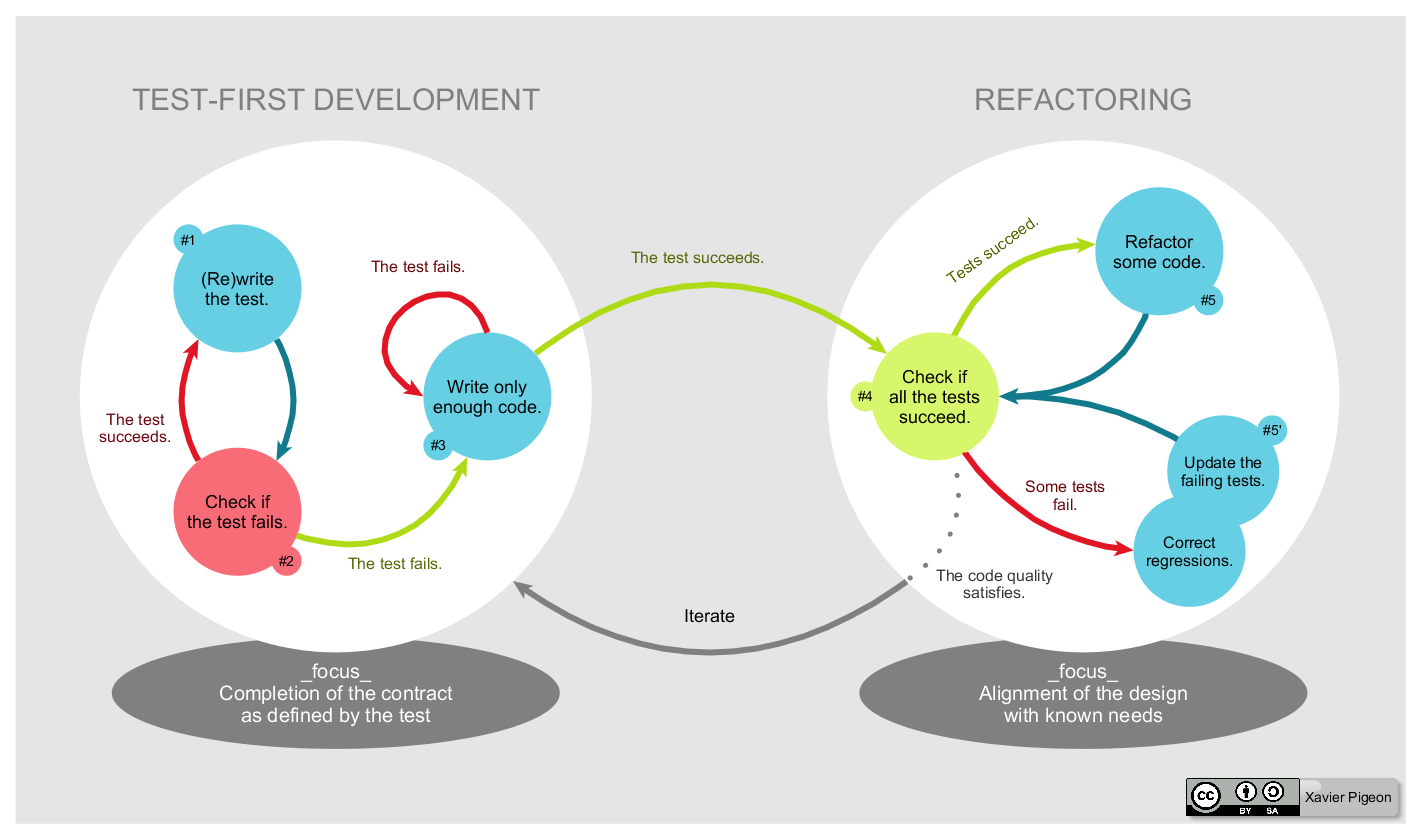 TEST-FIRST DEVELOPMENT
REFACTORING
#1
(Re)write
the test.
The test
succeeds.
Check if
the test fails.
#2
The test fails.
The test fails.
Write only
enough code.
#3
The test succeeds.
Tests succeed.
Refactor
some code.
#5
Check if
all the tests
succeed.
#4
#5'
Update the
failing tests.
Some tests
fail.
Correct
regressions.
The code quality
satisfies.
Iterate
_focus_
Completion of the contract
as defined by the test
_focus_
Alignment of the design
with known needs
cc
BY SA
Xavier Pigeon